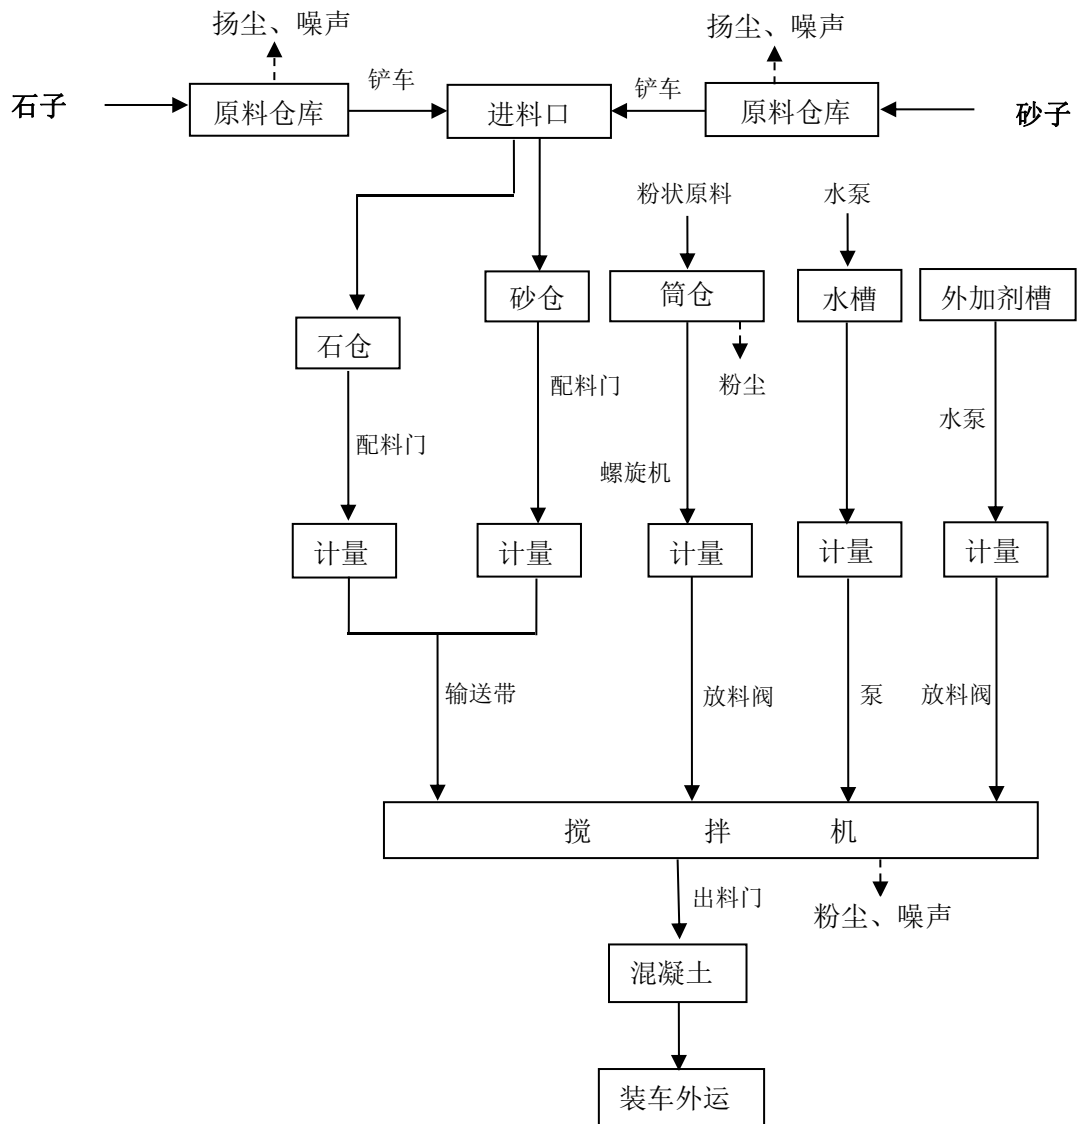 扬尘、噪声
扬尘、噪声
石子
原料仓库
铲车
进料口
铲车
原料仓库
砂子
粉状原料
水泵
砂仓
筒仓
水槽
外加剂槽
石仓
配料门
粉尘
水泵
配料门
螺旋机
计量
计量
计量
计量
计量
输送带
放料阀
泵
放料阀
搅拌机
出料门
粉尘、噪声
混凝土
装车外运